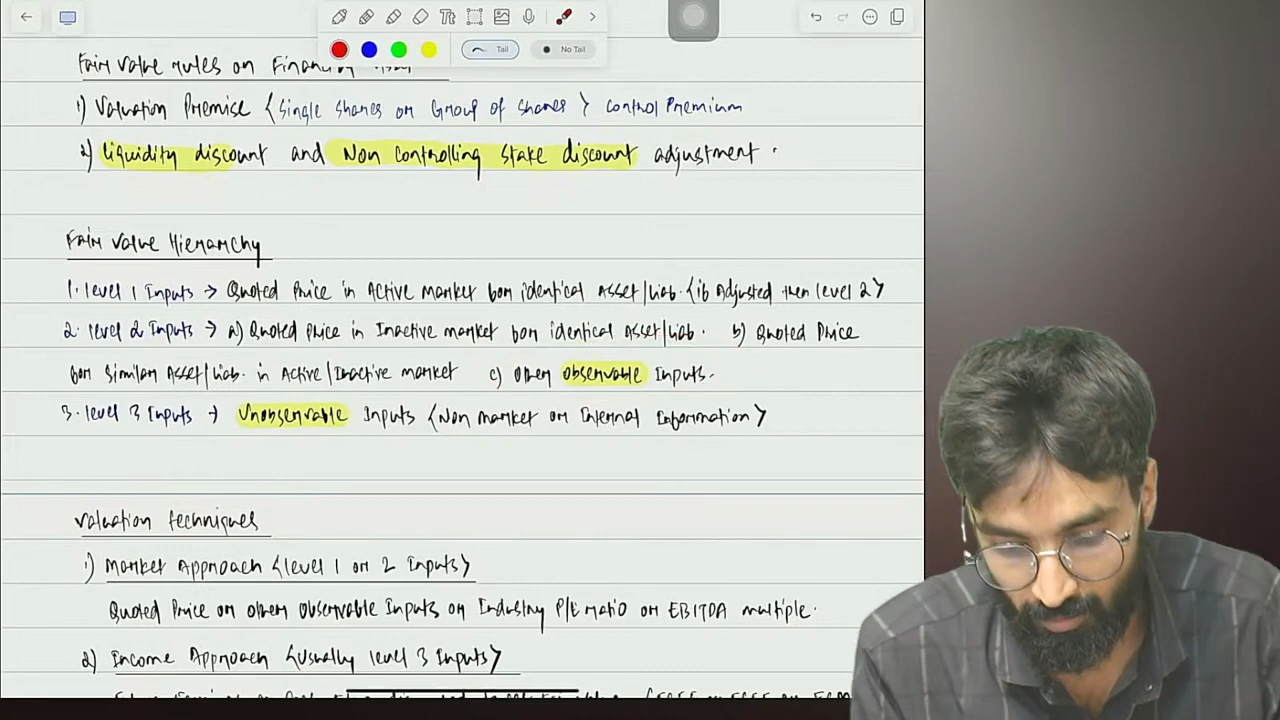 Tail
No Tail
Fair value rules on Financial Asset
1) Valuation Premise {Single shares or Group of shares} Control Premium
2) Liquidity discount and Non controlling stake discount adjustment.
Fair Value Hierarchy
1. level 1 Inputs → Quoted Price in Active Market for identical Asset/Liab. {if Adjusted then level 2}
2. level 2 Inputs → a) Quoted Price in Inactive market for identical Asset/Liab. b) Quoted Price
for Similar Asset/Liab. in Active/Inactive market c) other observable Inputs.
3. level 3 Inputs → Unobservable Inputs {Non market or Internal Information}
Valuation techniques
1) Market Approach {level 1 or 2 Inputs}
Quoted Price or other observable Inputs or Industry P/E ratio or EBITDA multiple.
2) Income Approach {Usually level 3 Inputs}